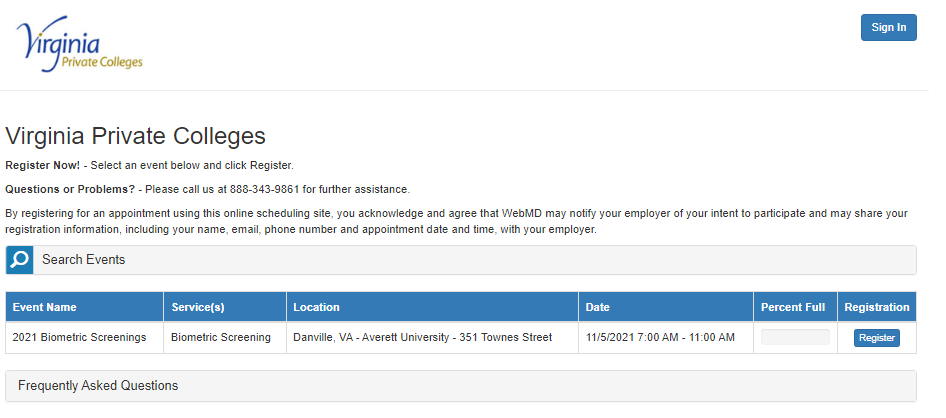 Virginia
Private Colleges
Sign In
Virginia Private Colleges
Register Now! - Select an event below and click Register.
Questions or Problems? - Please call us at 888-343-9861 for further assistance.
By registering for an appointment using this online scheduling site, you acknowledge and agree that WebMD may notify your employer of your intent to participate and may share your
registration information, including your name, email, phone number and appointment date and time, with your employer.
Search Events
Event Name Service(s) Location Date Percent Full Registration
2021 Biometric Screenings Biometric Screening Danville, VA - Averett University - 351 Townes Street 11/5/2021 7:00 AM - 11:00 AM Register
Frequently Asked Questions